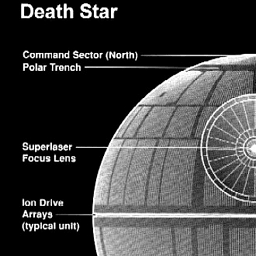 Death Star
Command Sector (North)
Polar Trench
Superlaser
Focus Lens
Ion Drive
Arrays
(typical unit)